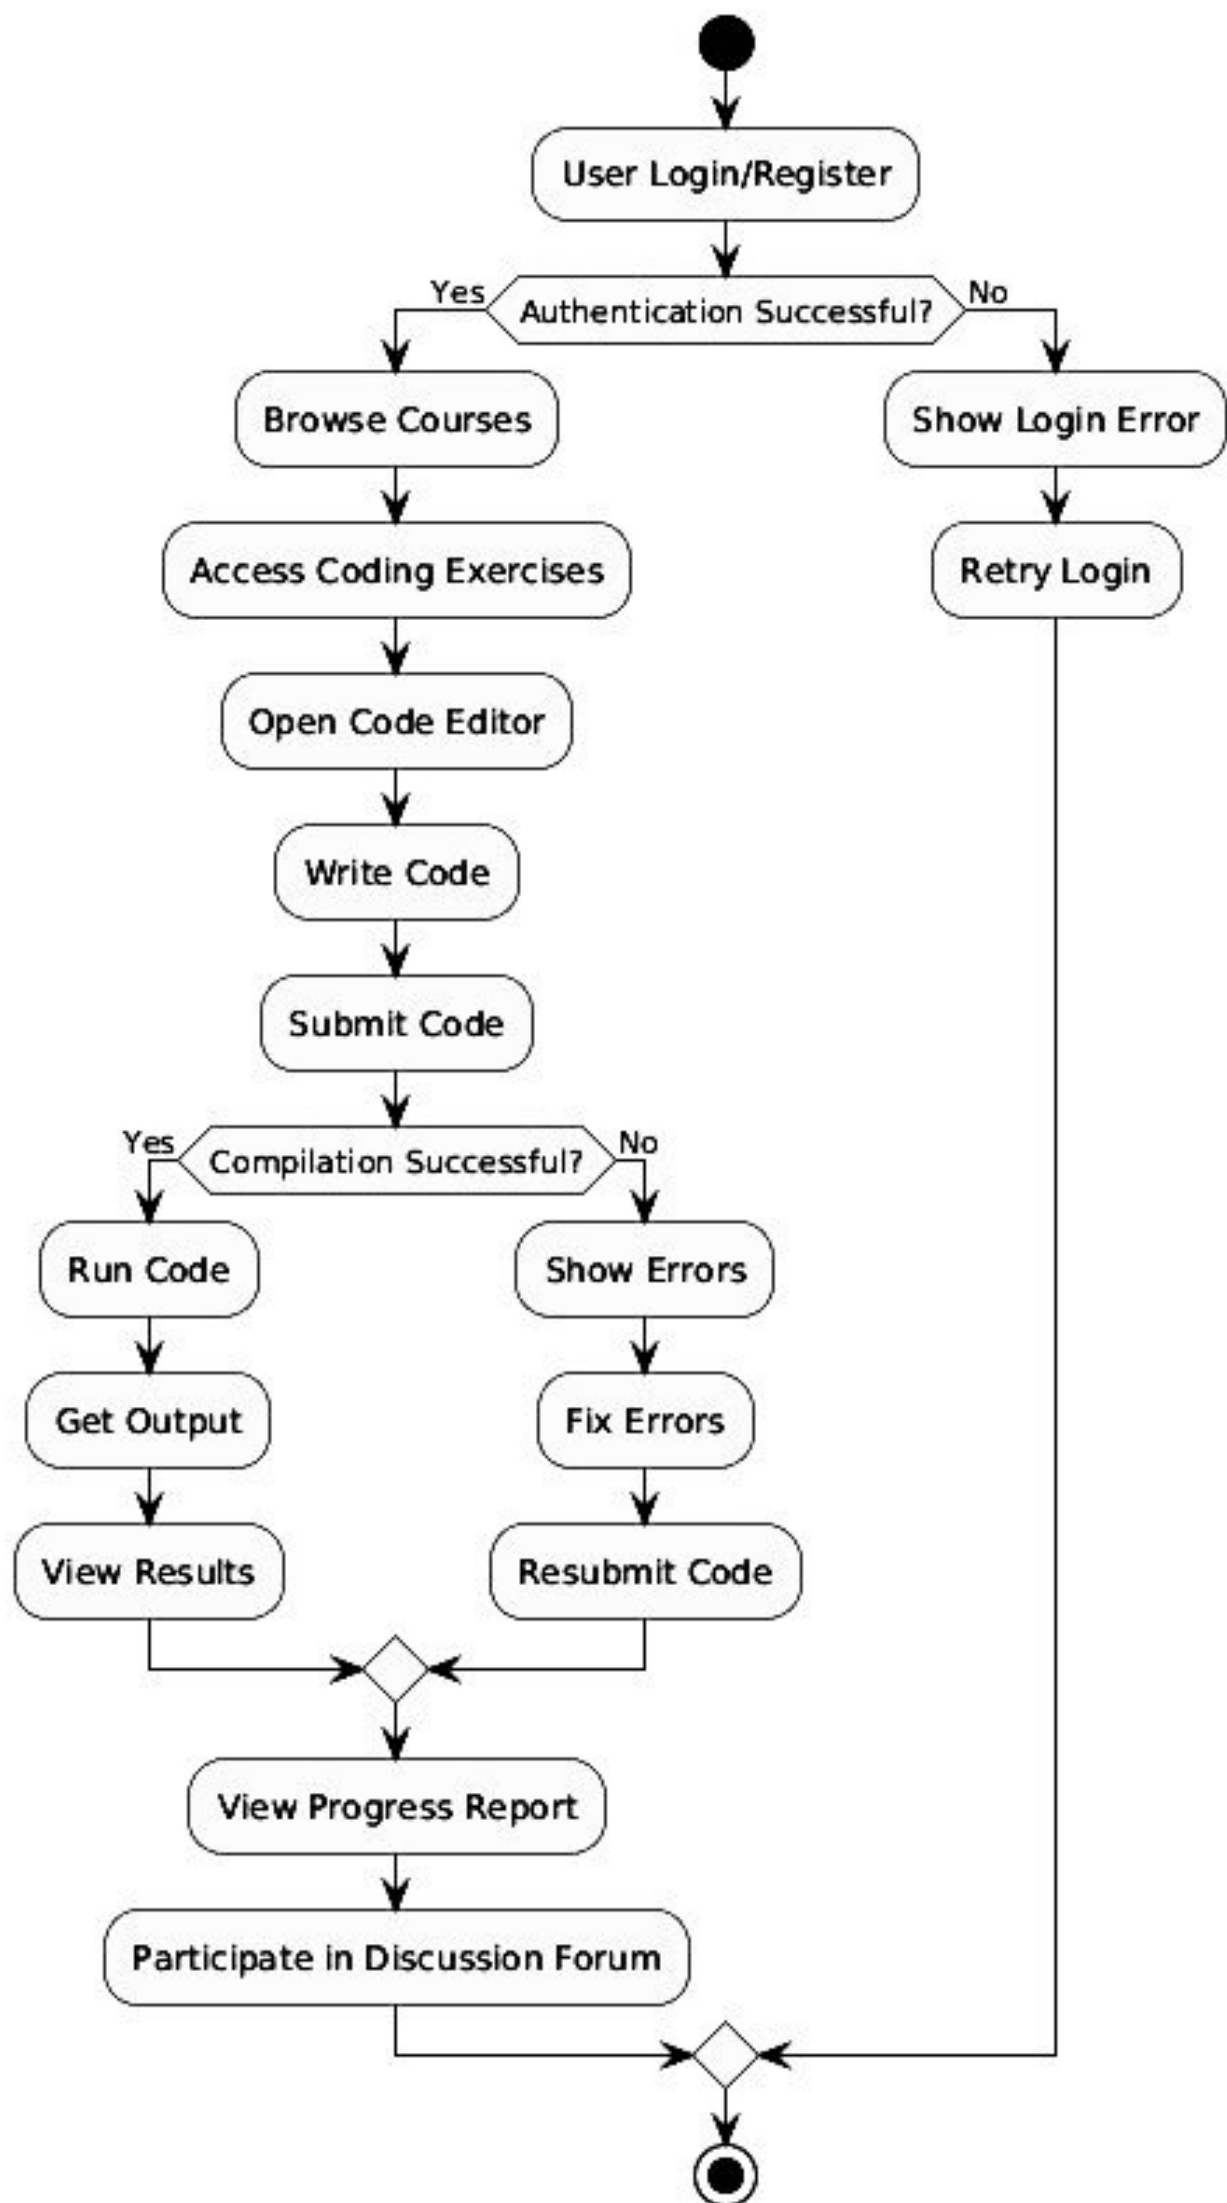 User Login/Register
Yes
Authentication Successful?
No
Browse Courses
Show Login Error
Access Coding Exercises
Retry Login
Open Code Editor
Write Code
Submit Code
Yes
Compilation Successful?
No
Run Code
Show Errors
Get Output
Fix Errors
View Results
Resubmit Code
View Progress Report
Participate in Discussion Forum